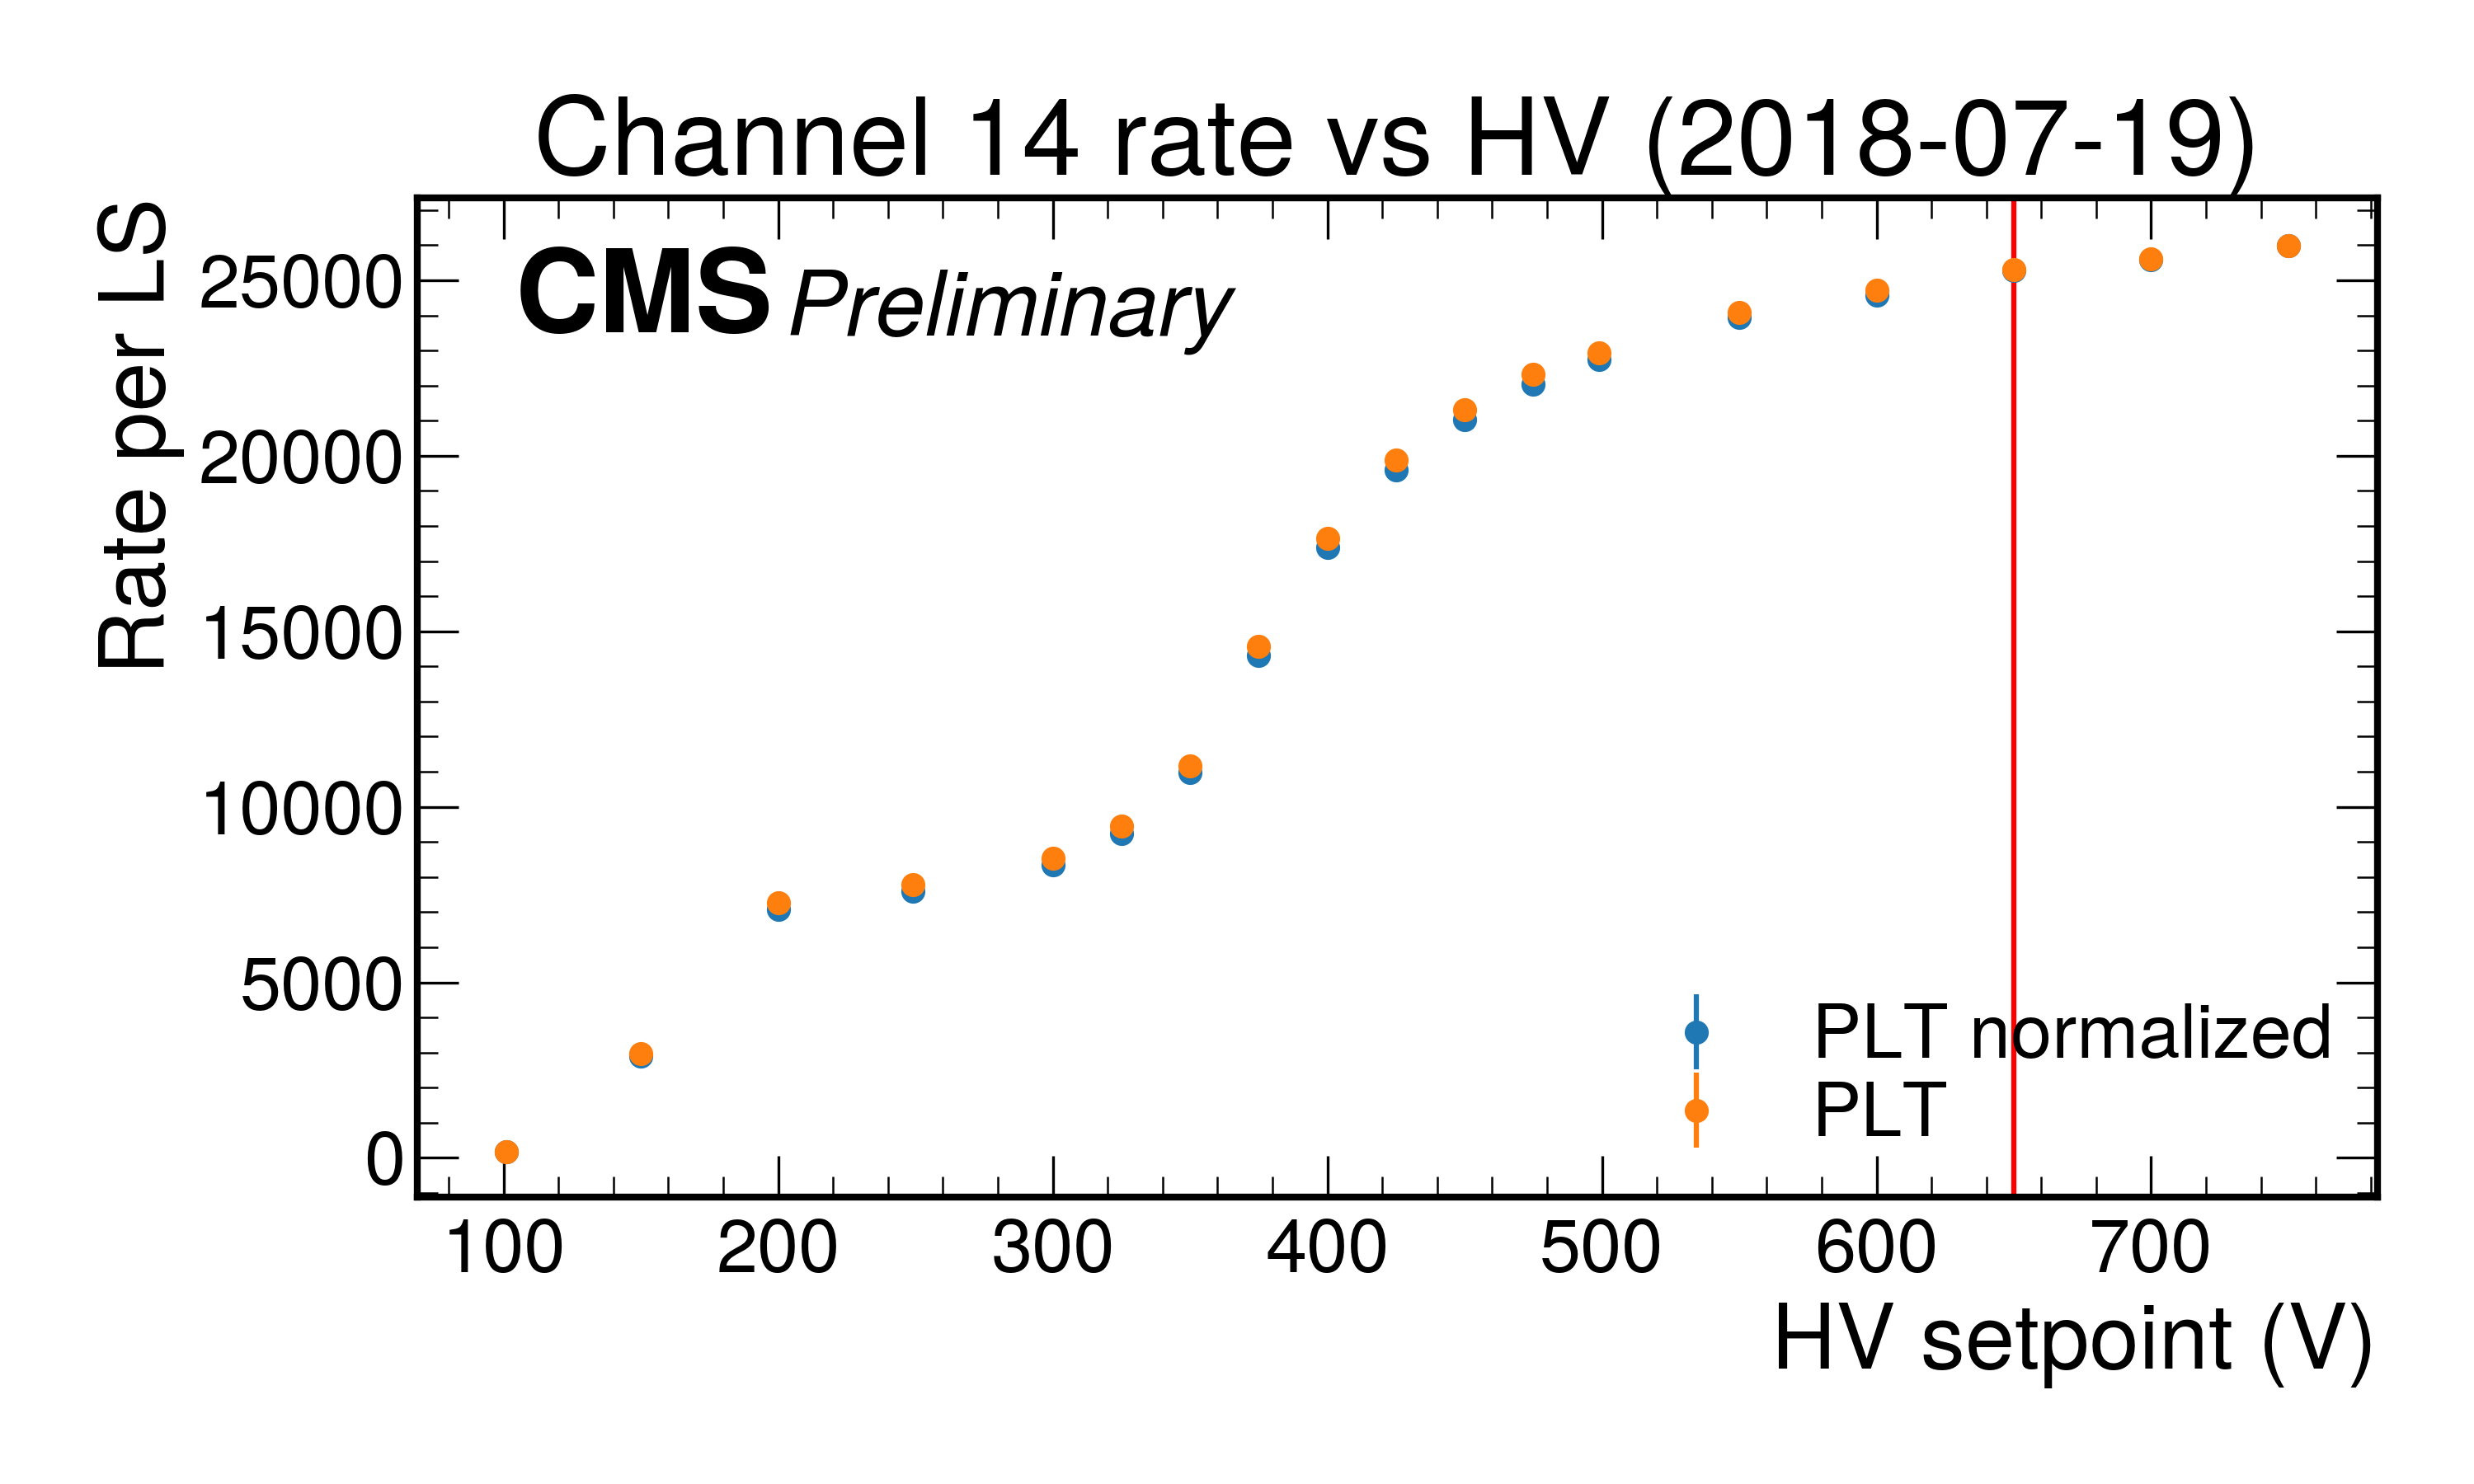 Channel 14 rate vs HV (2018-07-19)
CMS Preliminary
Rate per LS
25000
20000
15000
10000
5000
0
PLT normalized
PLT
100 200 300 400 500 600 700
HV setpoint (V)